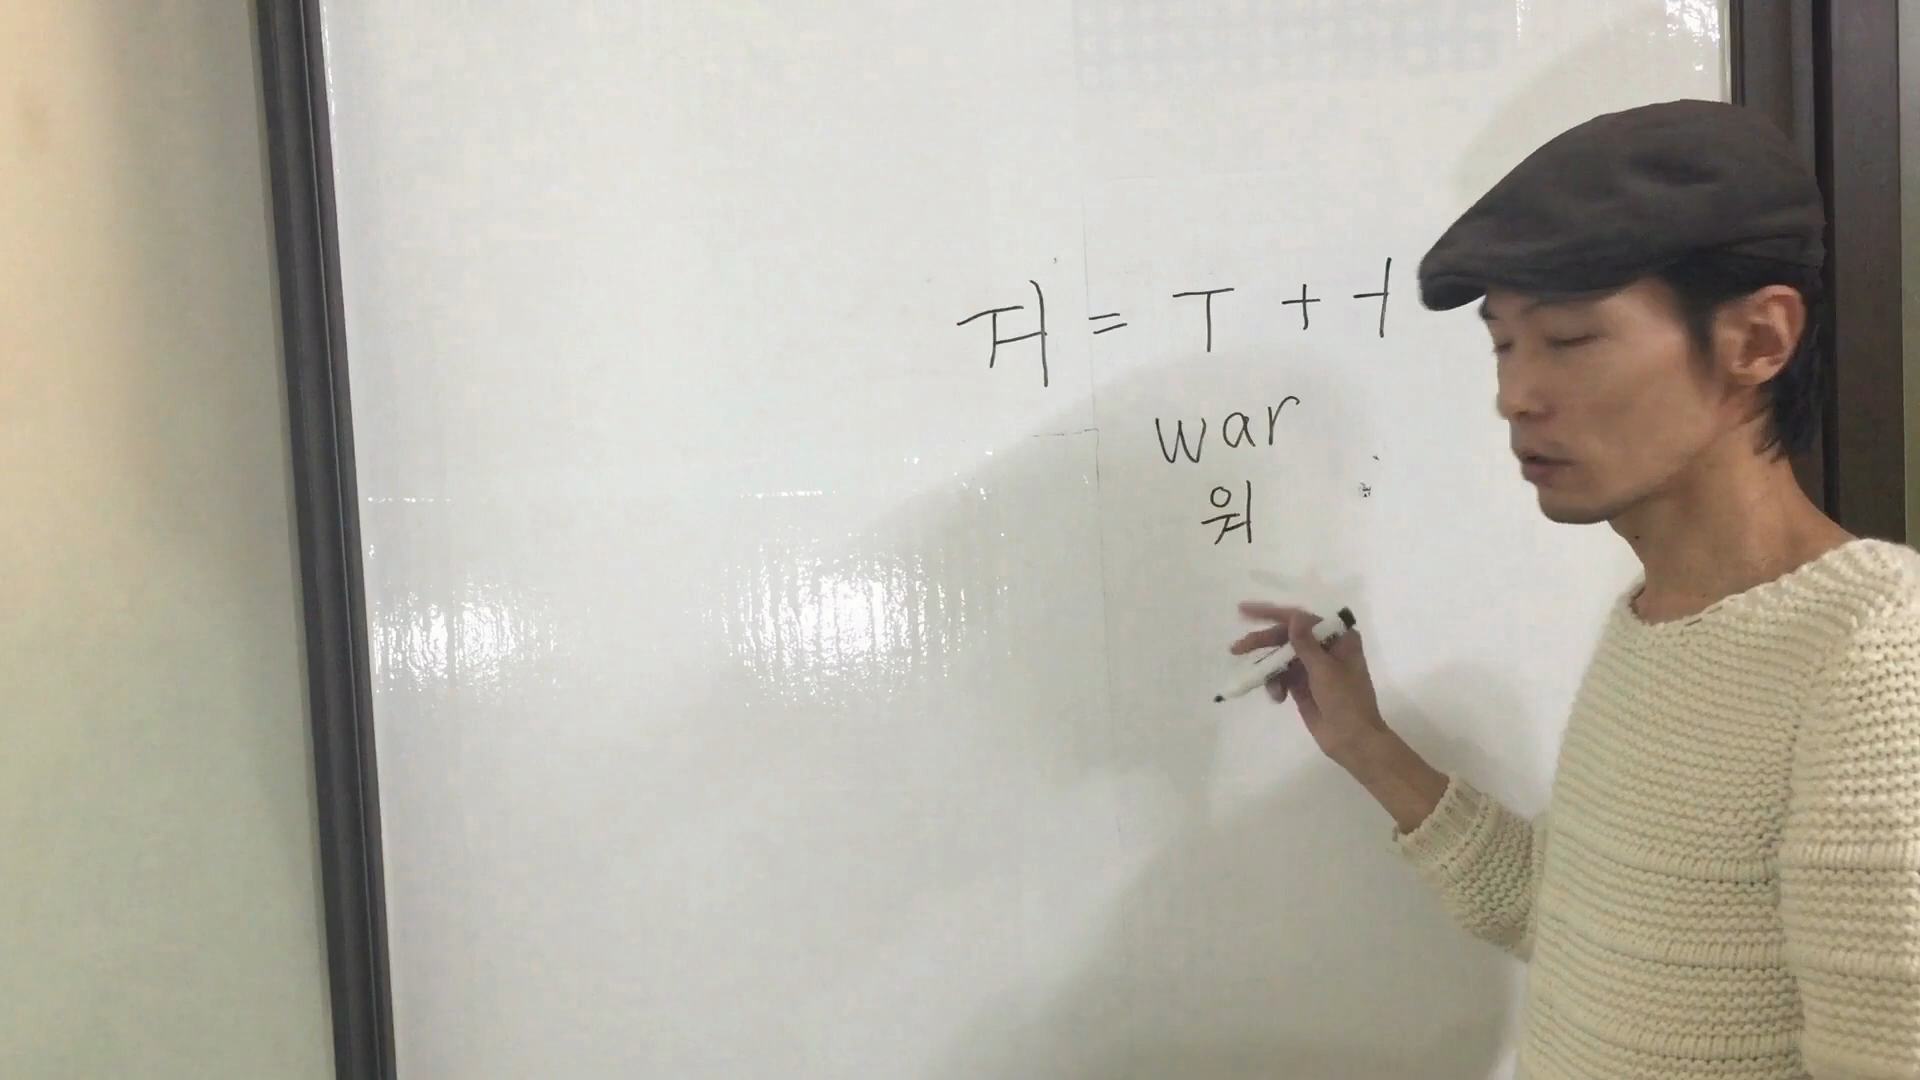 ㅝ = ㅜ + ㅓ
war
워